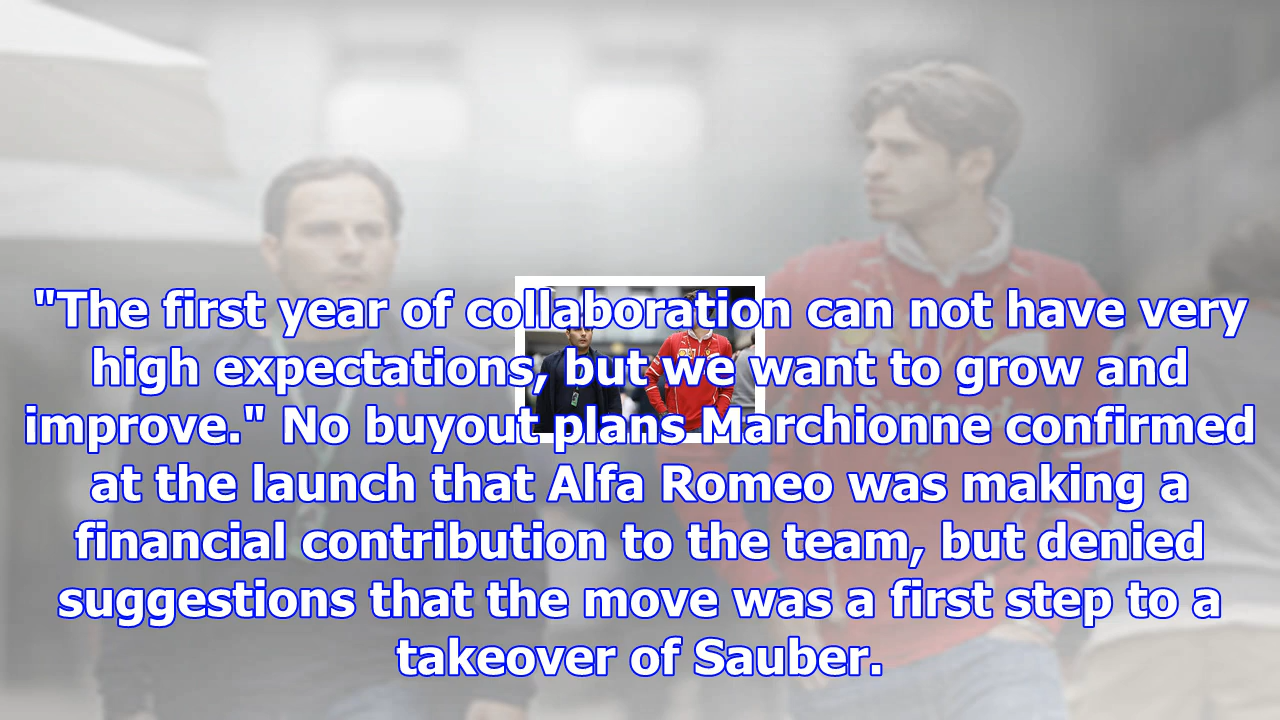 "The first year of collaboration can not have very
high expectations, but we want to grow and
improve." No buyout plans Marchionne confirmed
at the launch that Alfa Romeo was making a
financial contribution to the team, but denied
suggestions that the move was a first step to a
takeover of Sauber.